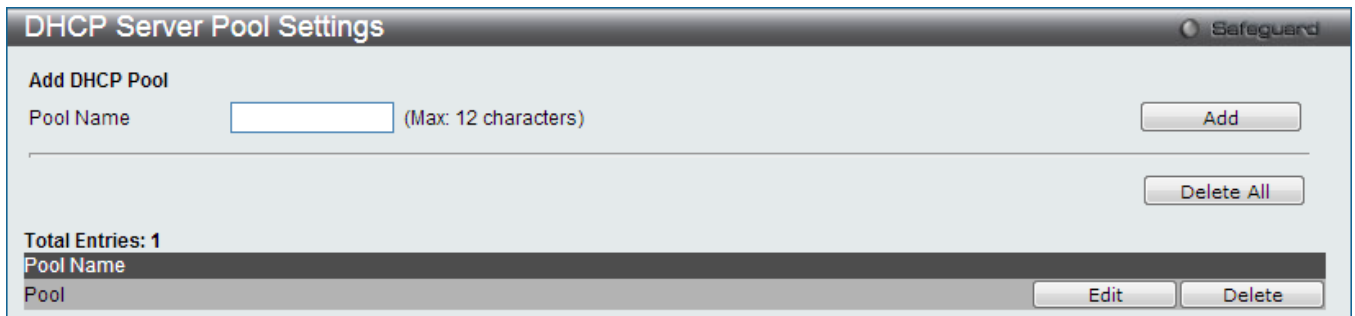 DHCP Server Pool Settings
Safeguard
Add DHCP Pool
Pool Name (Max: 12 characters) Add
Delete All
Total Entries: 1
Pool Name
Pool Edit Delete